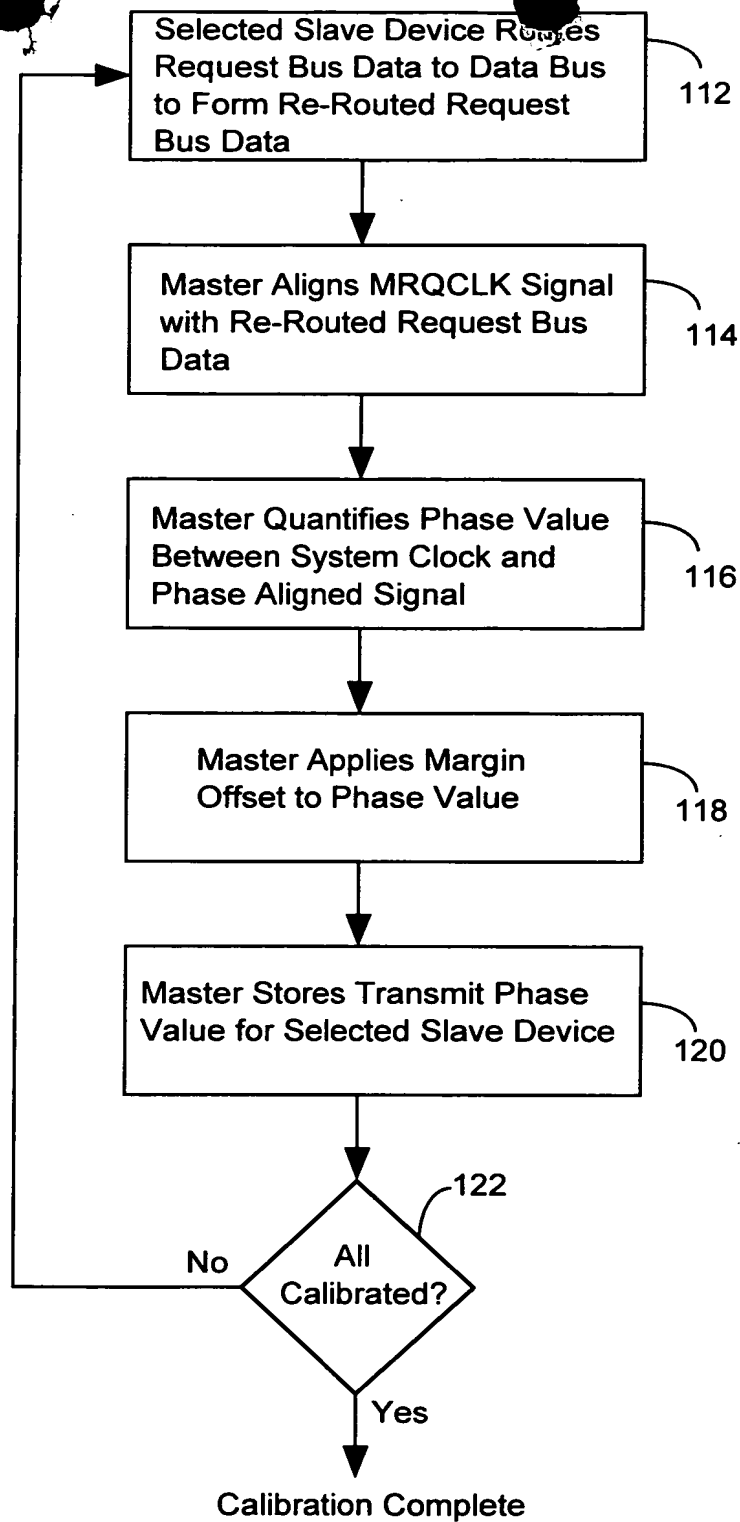 Selected Slave Device Routes
Request Bus Data to Data Bus
to Form Re-Routed Request
Bus Data
112
Master Aligns MRQCLK Signal
with Re-Routed Request Bus
Data
114
Master Quantifies Phase Value
Between System Clock and
Phase Aligned Signal
116
Master Applies Margin
Offset to Phase Value
118
Master Stores Transmit Phase
Value for Selected Slave Device
120
122
All
Calibrated?
No
Yes
Calibration Complete